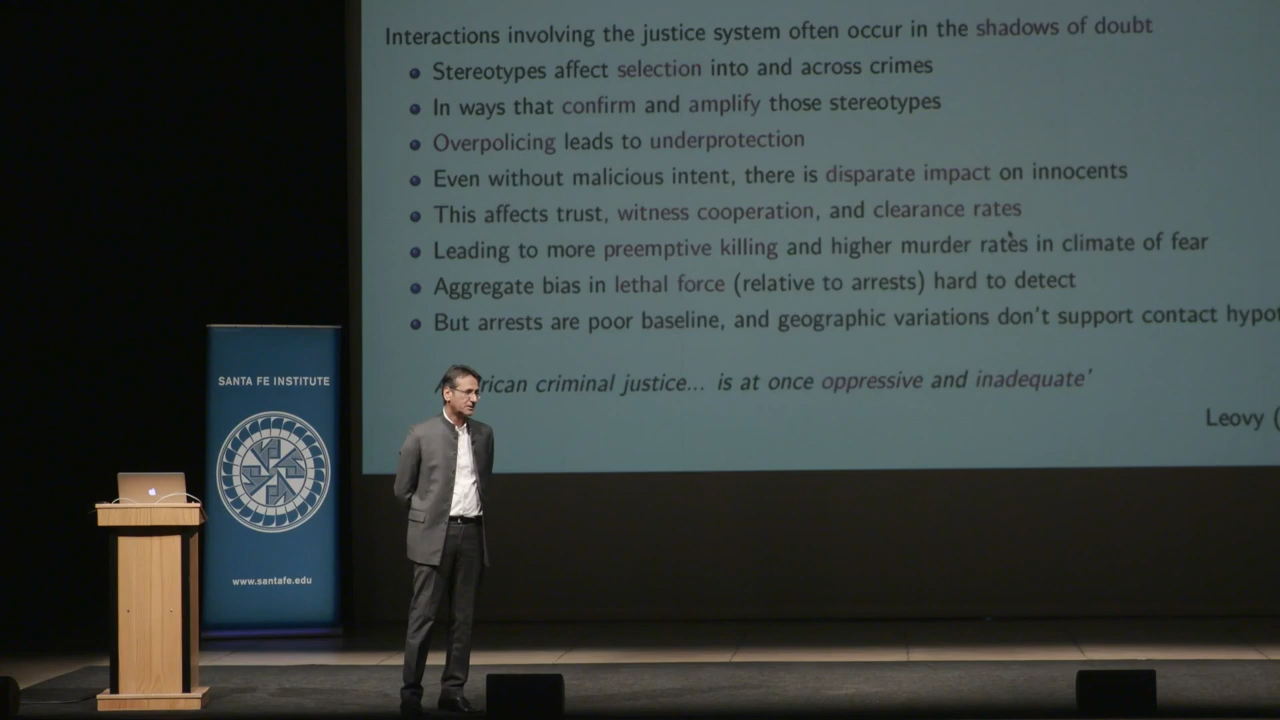 Interactions involving the justice system often occur in the shadows of doubt
Stereotypes affect selection into and across crimes
In ways that confirm and amplify those stereotypes
Overpolicing leads to underprotection
Even without malicious intent, there is disparate impact on innocents
This affects trust, witness cooperation, and clearance rates
Leading to more preemptive killing and higher murder rates in climate of fear
Aggregate bias in lethal force (relative to arrests) hard to detect
But arrests are poor baseline, and geographic variations don't support contact
criminal justice... is at once oppressive and inadequate'
Leovy (
SANTA FE INSTITUTE
www.santafe.edu